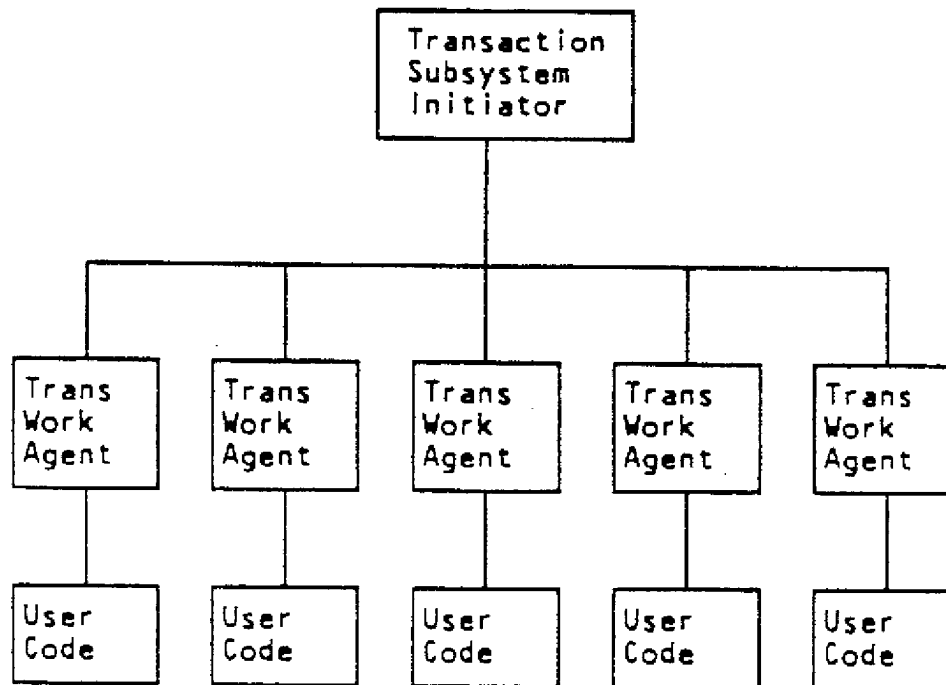 Transaction
Subsystem
Initiator
Trans
Work
Agent
Trans
Work
Agent
Trans
Work
Agent
Trans
Work
Agent
Trans
Work
Agent
User
Code
User
Code
User
Code
User
Code
User
Code